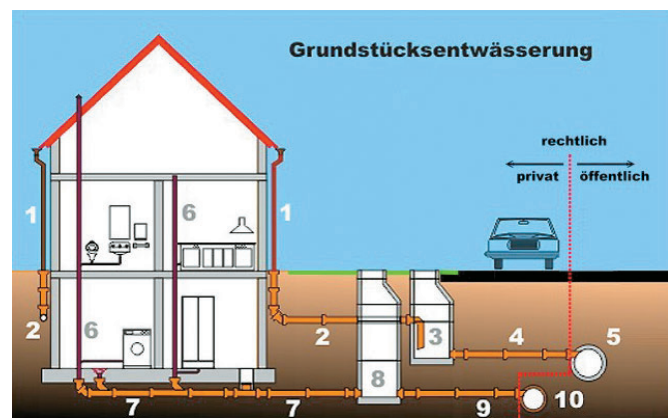 Grundstücksentwässerung
rechtlich
privat öffentlich
1 6 1
2 6 2 3 4 5
8
7 7 9 10